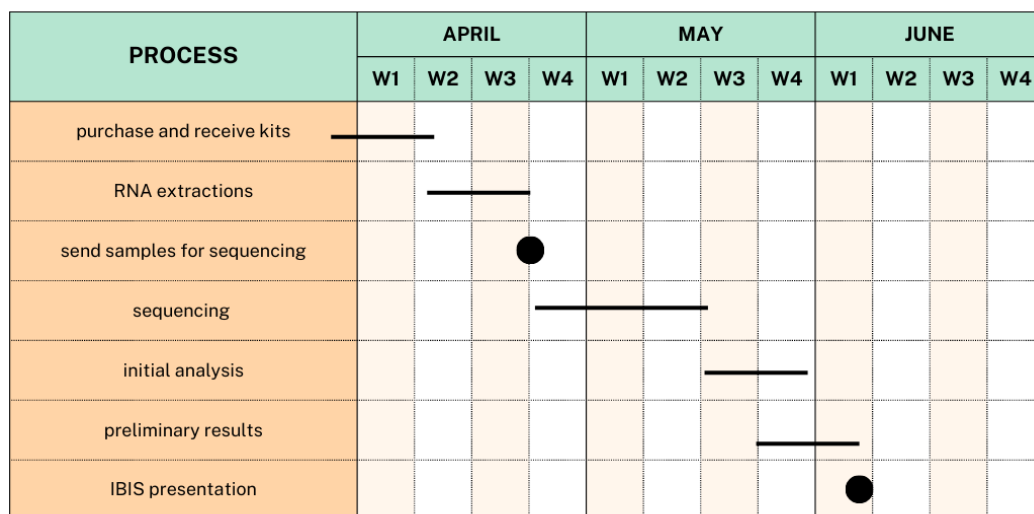 PROCESS
APRIL MAY JUNE
W1 W2 W3 W4 W1 W2 W3 W4 W1 W2 W3 W4
purchase and receive kits
RNA extractions
send samples for sequencing
sequencing
initial analysis
preliminary results
IBIS presentation